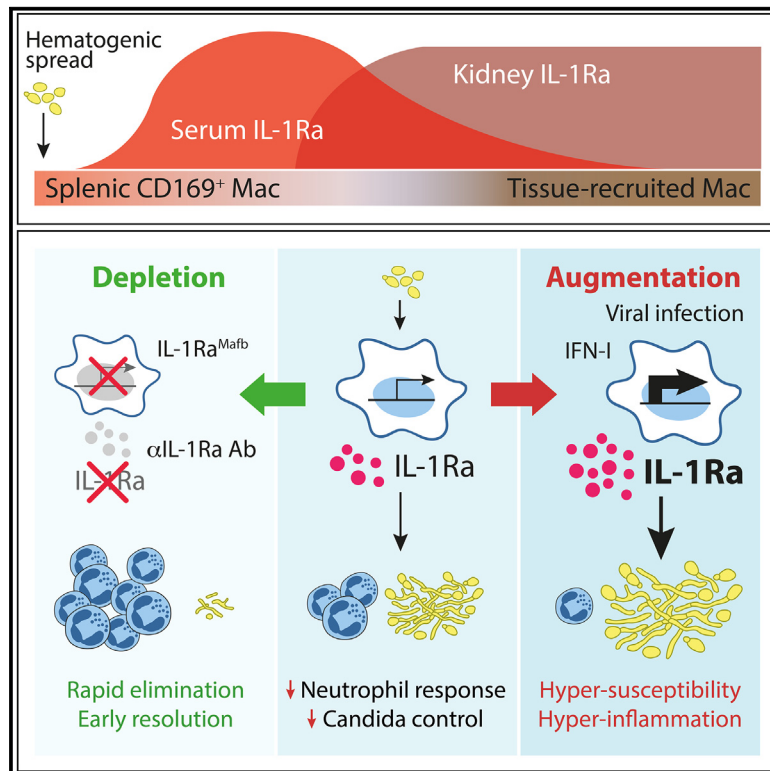 Hematogenic
spread
Kidney IL-1Ra
Serum IL-1Ra
Splenic CD169⁺ Mac
Tissue-recruited Mac
Depletion
IL-1Raᴹᵃᶠᵇ
αIL-1Ra Ab
IL-1Ra
IL-1Ra
↓ Neutrophil response
↓ Candida control
Rapid elimination
Early resolution
Augmentation
Viral infection
IFN-I
IL-1Ra
Hyper-susceptibility
Hyper-inflammation